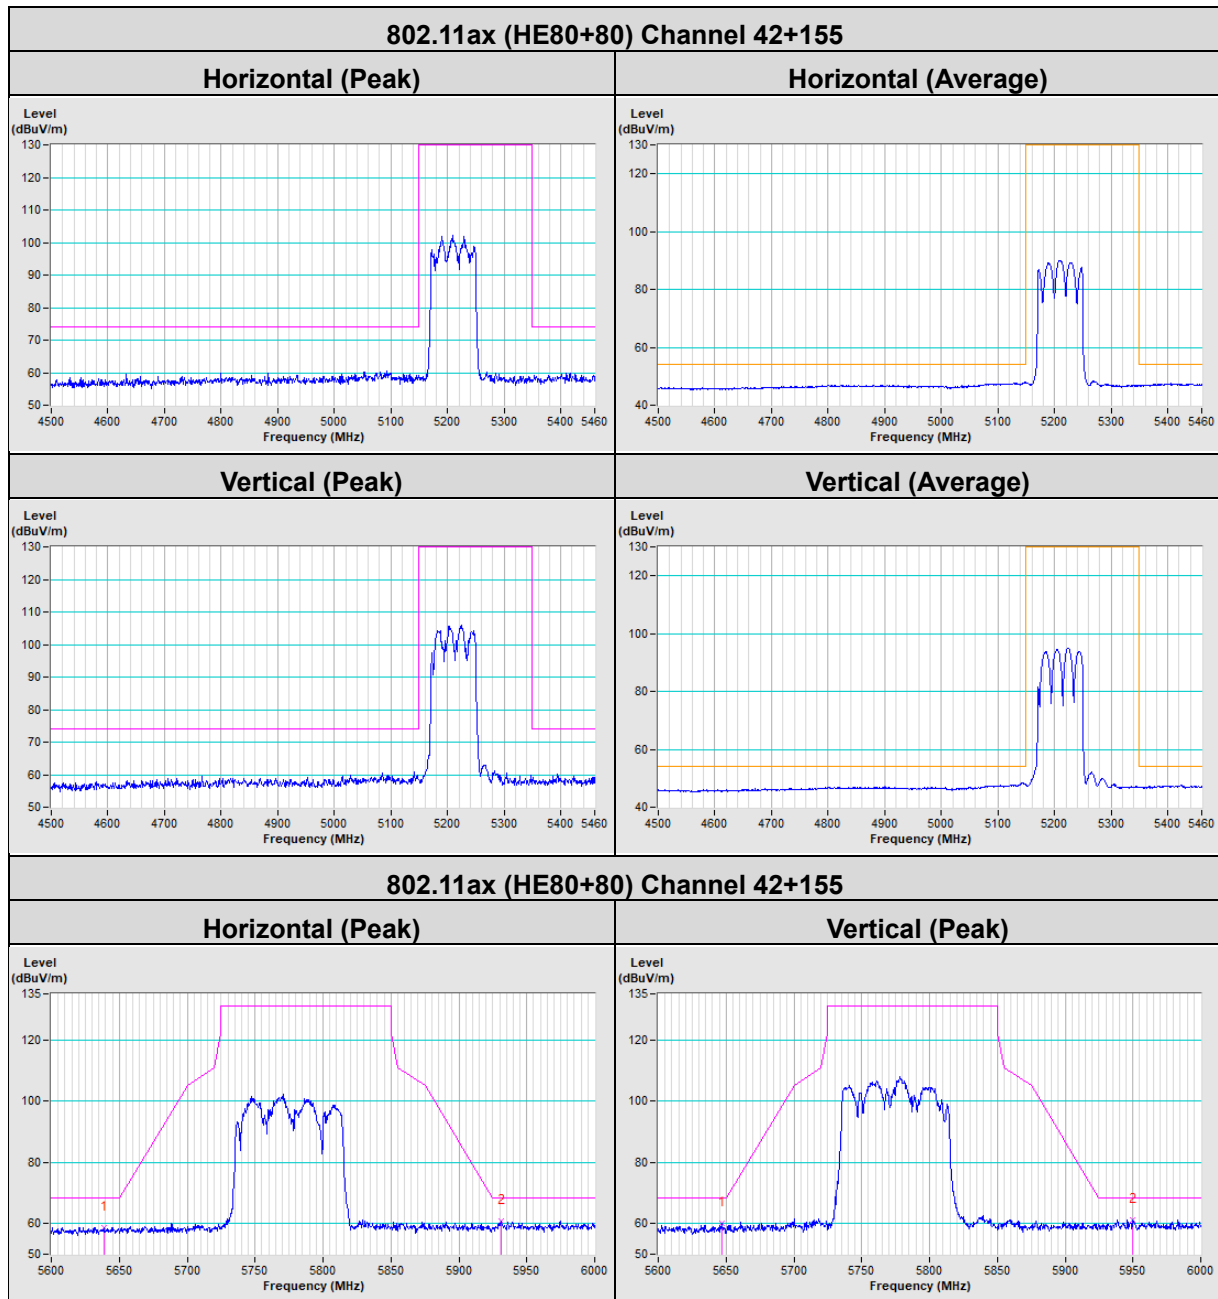 802.11ax (HE80+80) Channel 42+155
Horizontal (Peak)
Horizontal (Average)
Level
(dBuV/m)
130
120
110
100
90
80
70
60
50
4500 4600 4700 4800 4900 5000 5100 5200 5300 5400 5460
Frequency (MHz)
Level
(dBuV/m)
130
120
100
80
60
40
4500 4600 4700 4800 4900 5000 5100 5200 5300 5400 5460
Frequency (MHz)
Vertical (Peak)
Vertical (Average)
Level
(dBuV/m)
130
120
110
100
90
80
70
60
50
4500 4600 4700 4800 4900 5000 5100 5200 5300 5400 5460
Frequency (MHz)
Level
(dBuV/m)
130
120
100
80
60
40
4500 4600 4700 4800 4900 5000 5100 5200 5300 5400 5460
Frequency (MHz)
802.11ax (HE80+80) Channel 42+155
Horizontal (Peak)
Vertical (Peak)
Level
(dBuV/m)
135
120
100
80
1 2
60
50
5600 5650 5700 5750 5800 5850 5900 5950 6000
Frequency (MHz)
Level
(dBuV/m)
135
120
100
80
1 2
60
50
5600 5650 5700 5750 5800 5850 5900 5950 6000
Frequency (MHz)